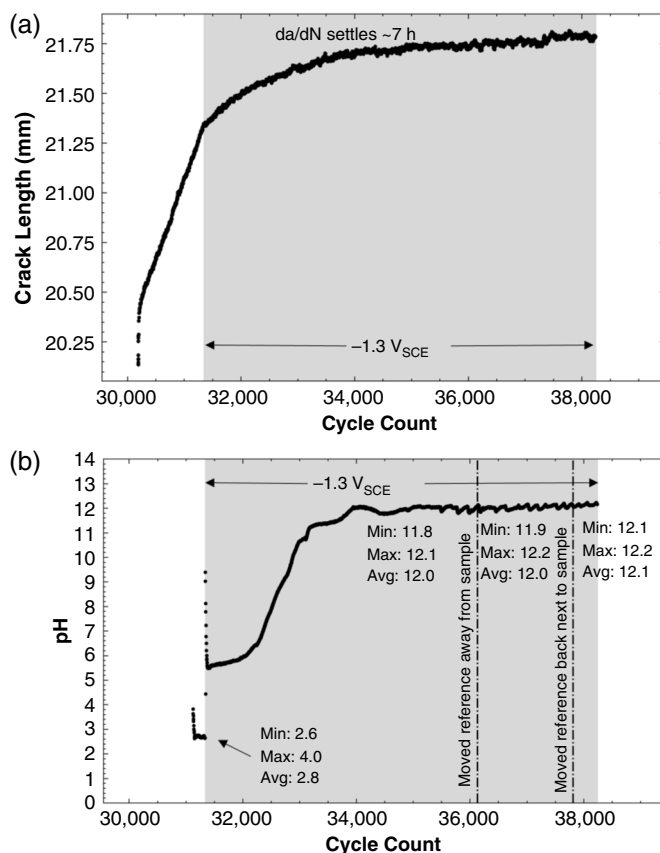 (a)
da/dN settles ~7 h
21.75
21.50
21.25
21.00
20.75
20.50
20.25
Crack Length (mm)
−1.3 VSCE
30,000 32,000 34,000 36,000 38,000
Cycle Count
(b)
14
13
12
11
10
9
8
7
6
5
4
3
2
1
0
pH
−1.3 VSCE
Min: 11.8
Max: 12.1
Avg: 12.0
Moved reference away from sample
Min: 11.9
Max: 12.2
Avg: 12.0
Moved reference back next to sample
Min: 12.1
Max: 12.2
Avg: 12.1
Min: 2.6
Max: 4.0
Avg: 2.8
30,000 32,000 34,000 36,000 38,000
Cycle Count